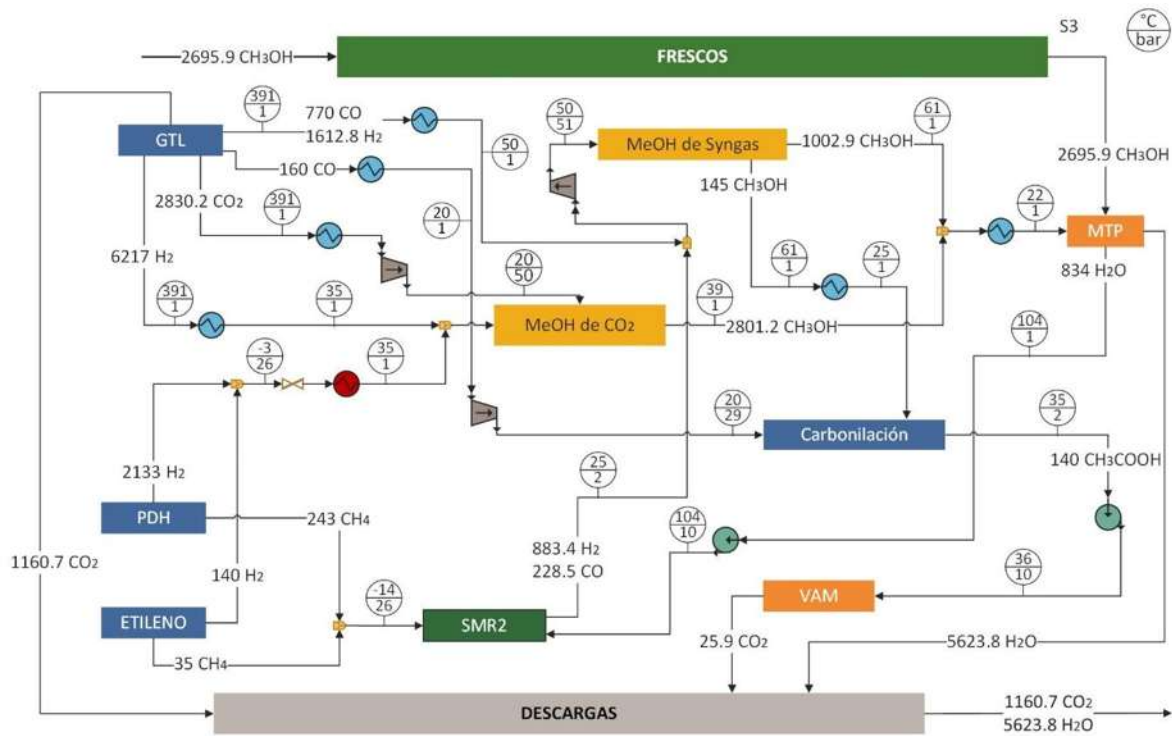 S3
°C
bar
2695.9 CH₃OH
FRESCOS
391
1
770 CO
1612.8 H₂
GTL
160 CO
2830.2 CO₂
391
1
6217 H₂
391
1
35
1
20
1
50
1
50
51
MeOH de Syngas
61
1
1002.9 CH₃OH
145 CH₃OH
2695.9 CH₃OH
22
1
MTP
834 H₂O
20
50
MeOH de CO₂
39
1
2801.2 CH₃OH
61
1
25
1
104
1
-3
26
35
1
20
29
Carbonilación
35
2
140 CH₃COOH
2133 H₂
PDH
243 CH₄
25
2
883.4 H₂
228.5 CO
104
10
1160.7 CO₂
140 H₂
36
10
ETILENO
-14
26
SMR2
VAM
35 CH₄
25.9 CO₂
5623.8 H₂O
DESCARGAS
1160.7 CO₂
5623.8 H₂O